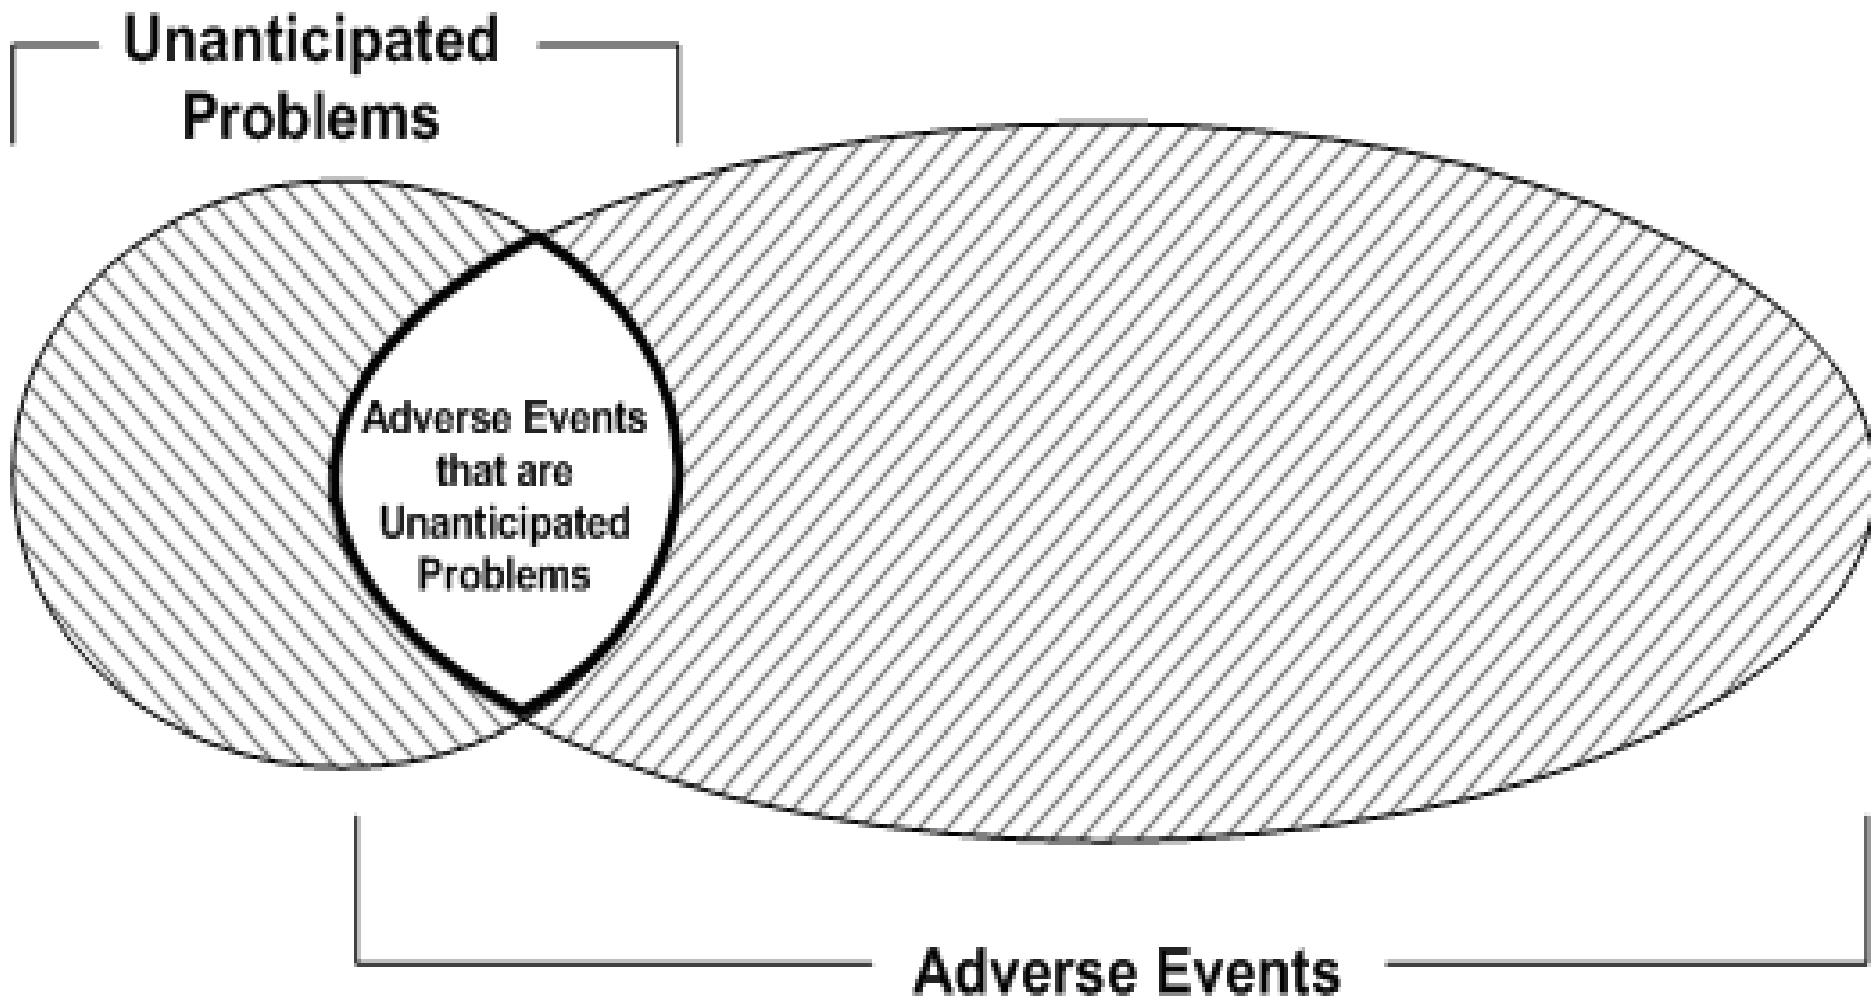 Unanticipated
Problems
Adverse Events
that are
Unanticipated
Problems
Adverse Events